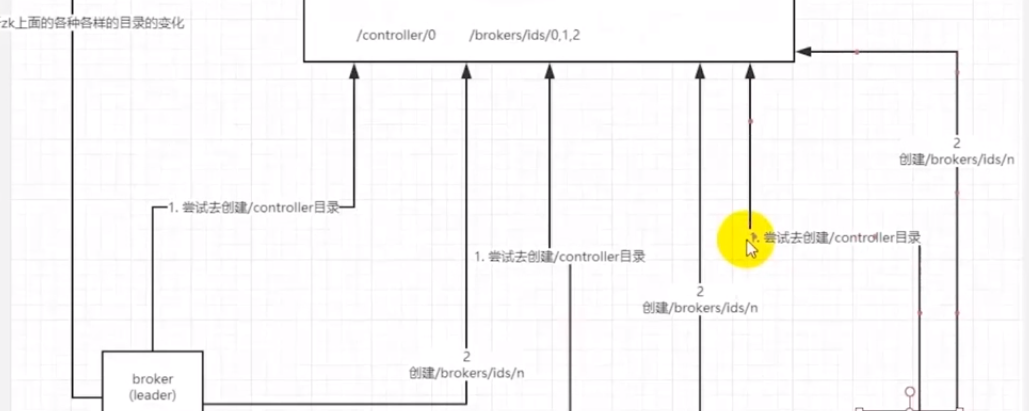 zk上面的各种各样的目录的变化
/controller/0 /brokers/ids/0,1,2
2
创建/brokers/ids/n
1. 尝试去创建/controller目录
尝试去创建/controller目录
1. 尝试去创建/controller目录
2
创建/brokers/ids/n
2
创建/brokers/ids/n
broker
(leader)